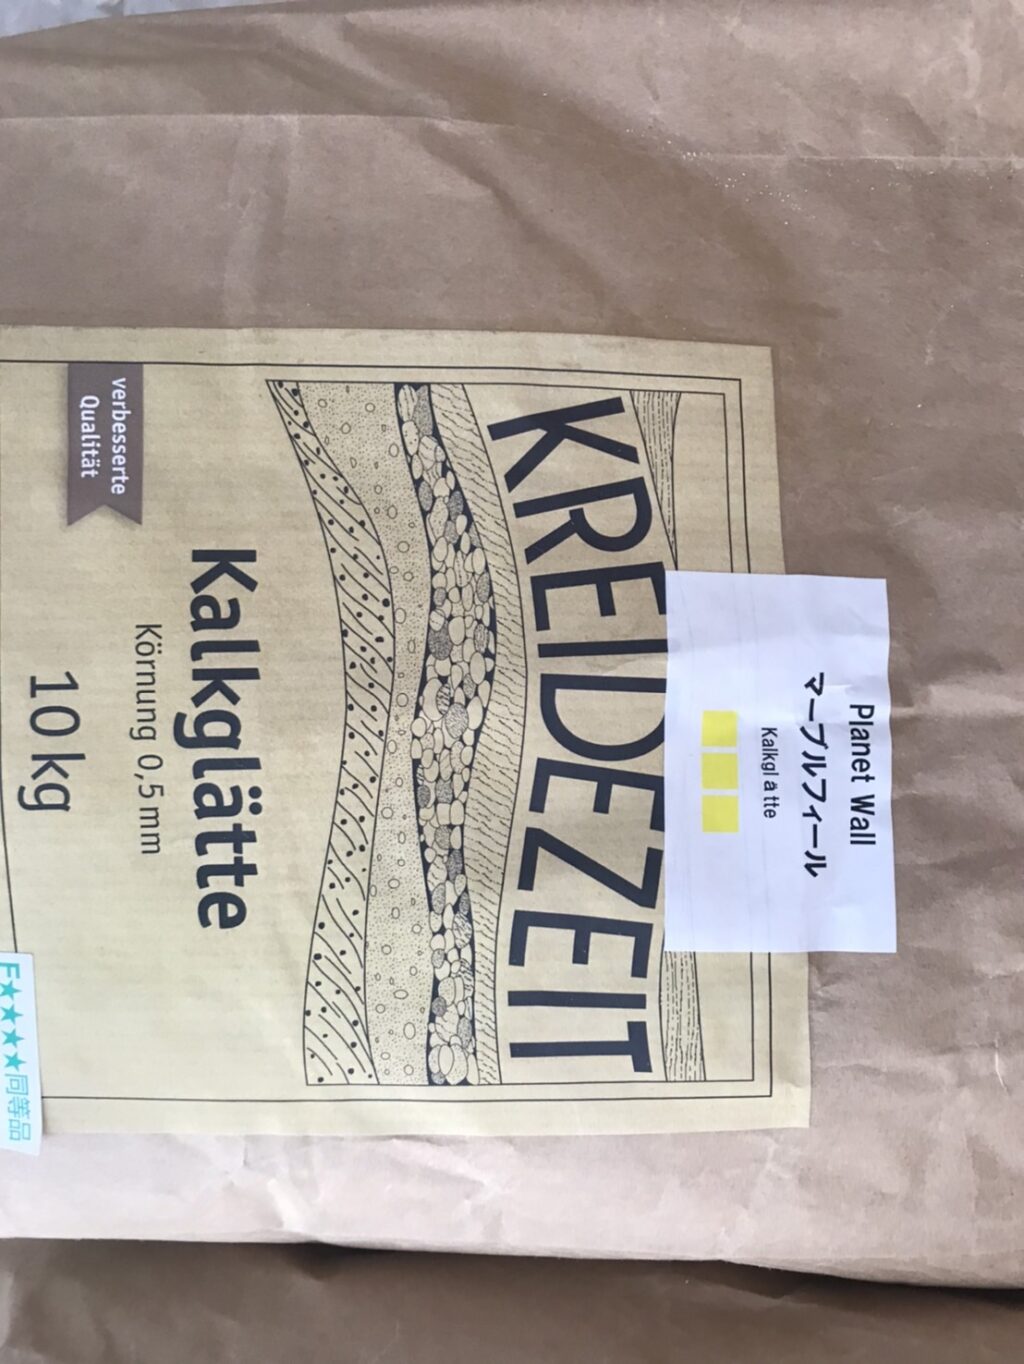 Planet Wall
マーブルフィール
Kalkgl ä tte
KREIDEZEIT
Kalkglätte
Körnung 0,5 mm
verbesserte
Qualität
10 kg
F★★★★同等品